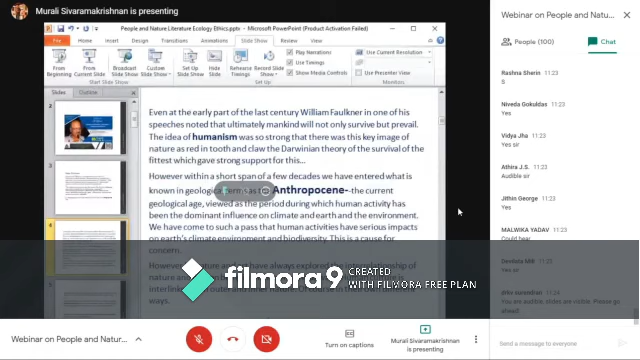 Murali Sivaramakrishnan is presenting
Webinar on People and Natu...
People and Nature Literature Ecology Ethics.pptx - Microsoft PowerPoint (Product Activation Failed)
File Home Insert Design Transitions Animations Slide Show Review View
From Beginning From Current Slide Broadcast Slide Show Custom Slide Show Set Up Slide Show Hide Slide Rehearse Timings Record Slide Show
Play Narrations
Use Timings
Show Media Controls
Use Current Resolution
Use Presenter View
Start Slide Show Set Up Monitors
Slides Outline
2
3
4
Even at the early part of the last century William Faulkner in one of his
speeches noted that ultimately mankind will not only survive but prevail.
The idea of humanism was so strong that there was this key image of
nature as red in tooth and claw the Darwinian theory of the survival of the
fittest which gave strong support for this...
However within a short span of a few decades we have entered what is
known in geological as the Anthropocene- the current
geological age, viewed as the period during which human activity has
been the dominant influence on climate and earth and the environment.
We have come to such a pass that human activities have serious impacts
on earth's climate environment and biodiversity. This is a cause for
concern.
have always explored the interrelationship of
nature and
ways.
filmora9 CREATED
WITH FILMORA FREE PLAN
People (100) Chat
Rashna Sherin 11:23
S
Niveda Gokuldas 11:23
Yes
Vidya Jha 11:23
Yes sir
Athira J.S. 11:23
Audible sir
Jithin George 11:23
Yes
MALWIKA YADAV 11:23
Could hear
11:23
Yes sir
11:23
You are audible, slides are visible. Please go
ahead!
Send a message to everyone
Webinar on People and Natur...
Turn on captions
Murali Sivaramakrishnan
is presenting